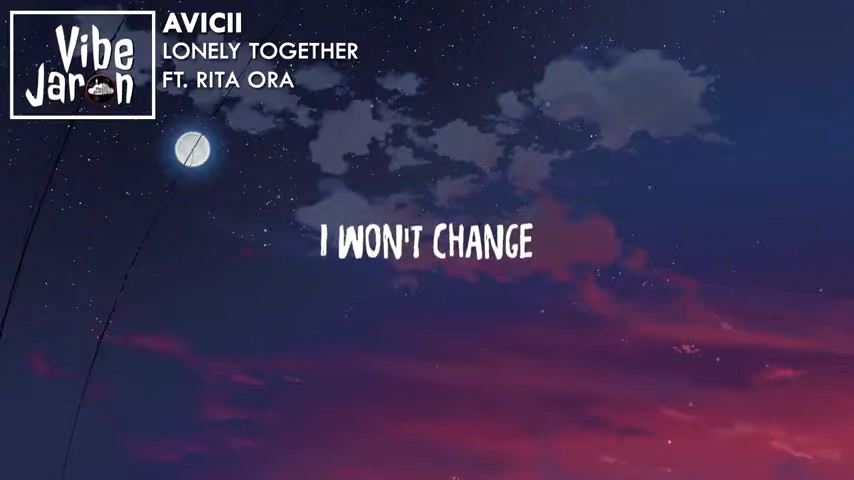 Vibe
Jaron
AVICII
LONELY TOGETHER
FT. RITA ORA
I WON'T CHANGE